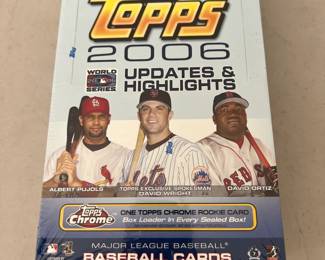 Topps
2006
WORLD SERIES
UPDATES & HIGHLIGHTS
Mets
ALBERT PUJOLS
TOPPS EXCLUSIVE SPOKESMAN
DAVID WRIGHT
DAVID ORTIZ
Topps Chrome
ONE TOPPS CHROME ROOKIE CARD
Box Loader In Every Sealed Box!
MAJOR LEAGUE BASEBALL
BASEBALL CARDS